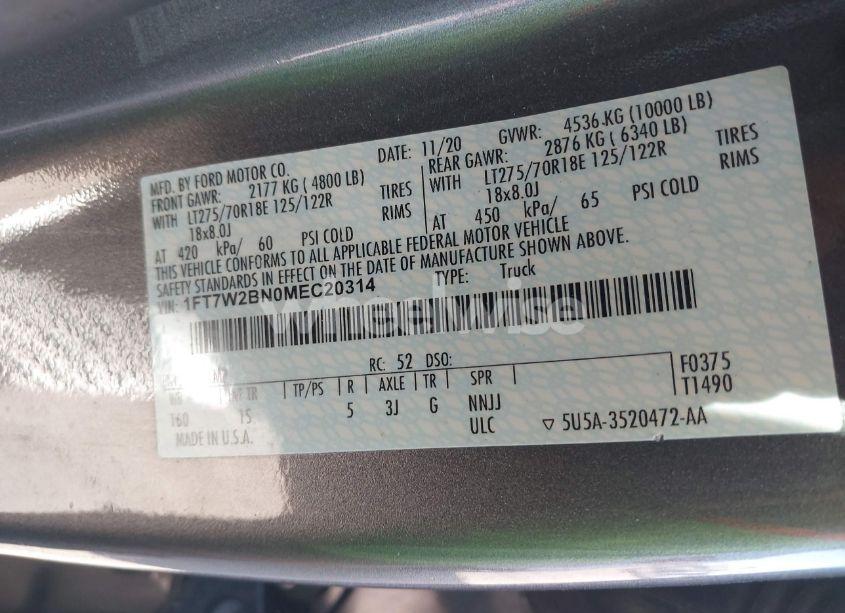 MFD. BY FORD MOTOR CO. DATE: 11/20 GVWR: 4536 KG (10000 LB)
FRONT GAWR: 2177 KG ( 4800 LB) REAR GAWR: 2876 KG ( 6340 LB)
WITH LT275/70R18E 125/122R TIRES WITH LT275/70R18E 125/122R TIRES
18x8.0J RIMS 18x8.0J RIMS
AT 420 kPa/ 60 PSI COLD AT 450 kPa/ 65 PSI COLD
THIS VEHICLE CONFORMS TO ALL APPLICABLE FEDERAL MOTOR VEHICLE
SAFETY STANDARDS IN EFFECT ON THE DATE OF MANUFACTURE SHOWN ABOVE.
VIN: 1FT7W2BN0MEC20314 TYPE: Truck
Wheelwise
RC: 52 DSO:
TR TP/PS R AXLE TR SPR F0375
T60 15 5 3J G NNJJ T1490
MADE IN U.S.A. ULC ▽ 5U5A-3520472-AA